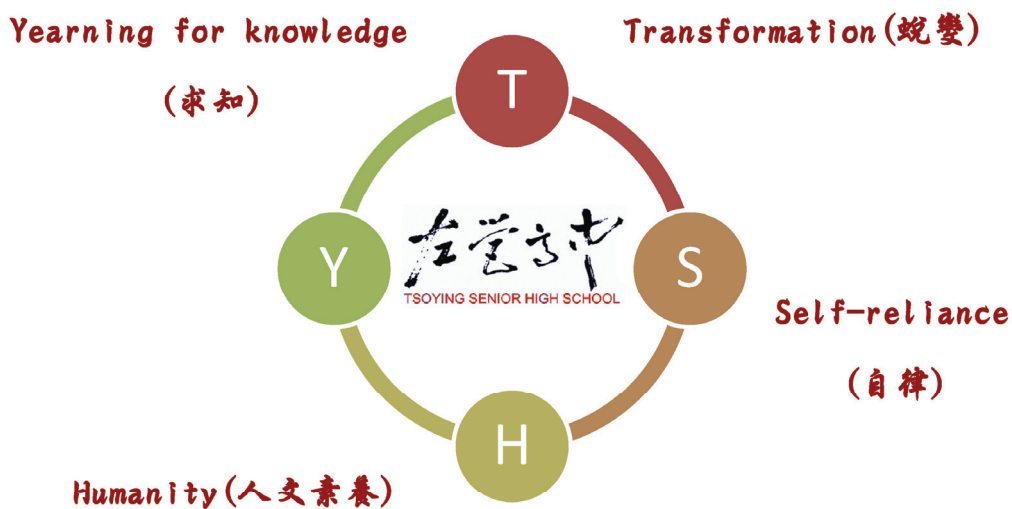 Yearning for knowledge
(求知)
Transformation(蛻變)
T
Y
左营高中
TSOYING SENIOR HIGH SCHOOL
S
Self-reliance
(自律)
H
Humanity(人文素養)